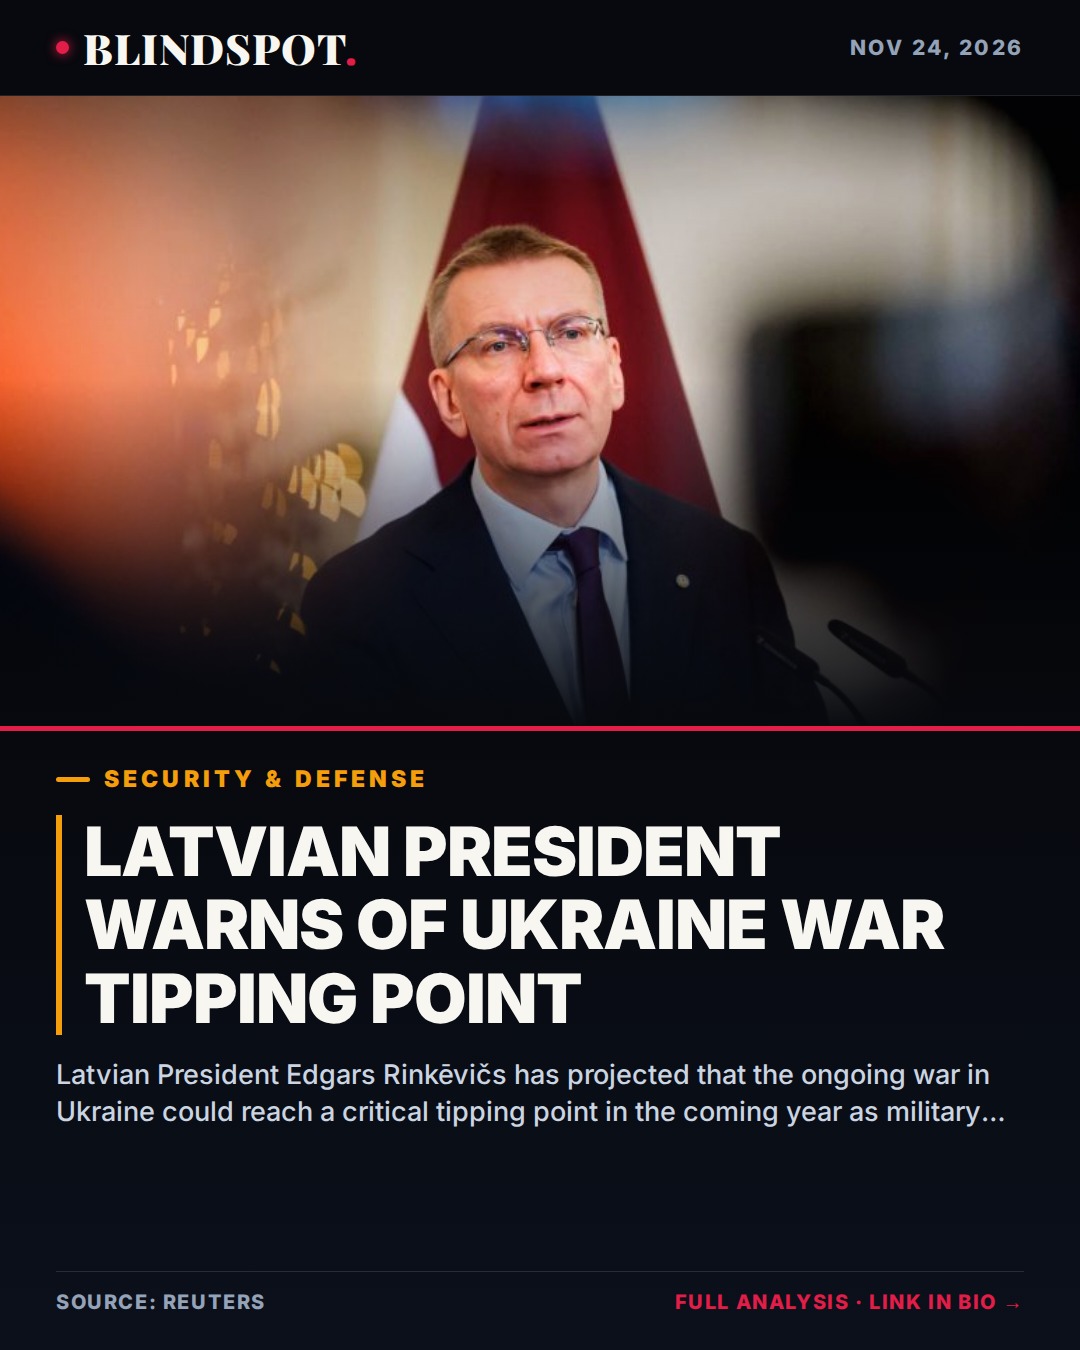 BLINDSPOT.
NOV 24, 2026
SECURITY & DEFENSE
LATVIAN PRESIDENT
WARNS OF UKRAINE WAR
TIPPING POINT
Latvian President Edgars Rinkēvičs has projected that the ongoing war in
Ukraine could reach a critical tipping point in the coming year as military...
SOURCE: REUTERS
FULL ANALYSIS · LINK IN BIO →